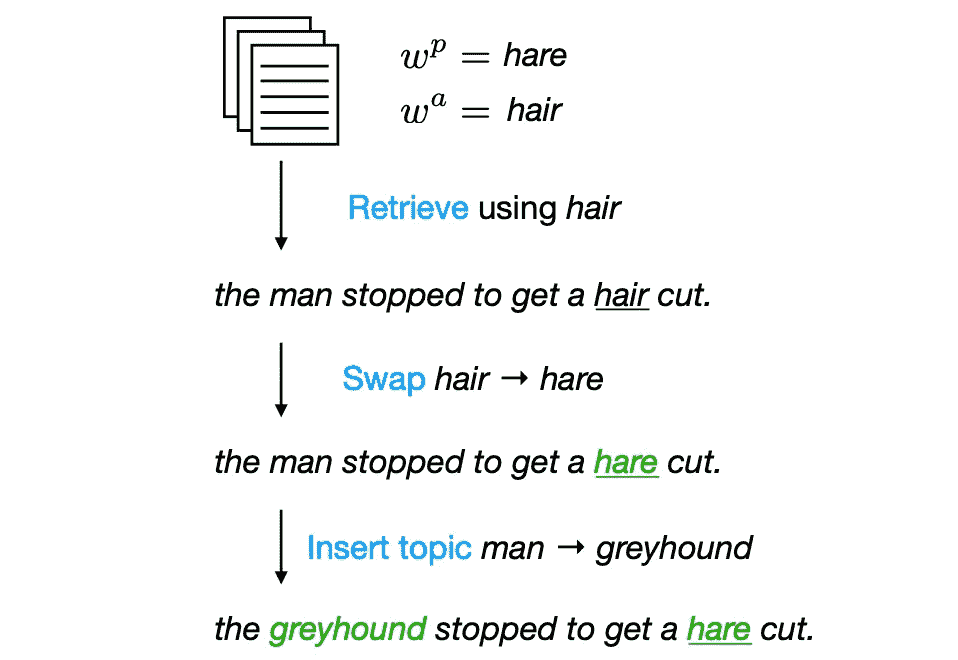 w^p = hare
w^a = hair
Retrieve using hair
the man stopped to get a hair cut.
Swap hair → hare
the man stopped to get a hare cut.
Insert topic man → greyhound
the greyhound stopped to get a hare cut.